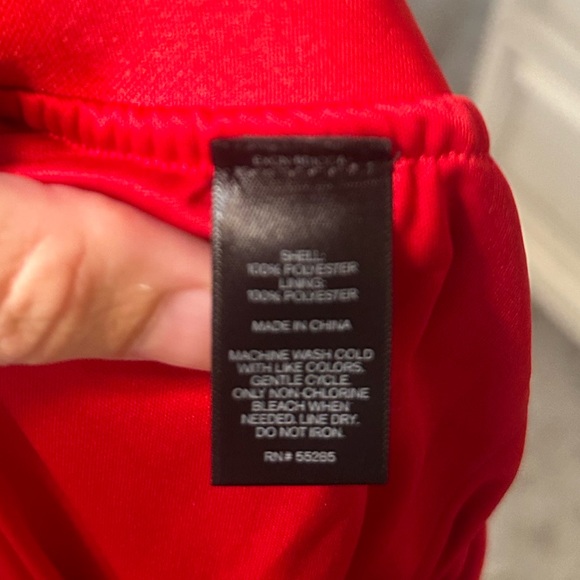 SHELL:
100% POLYESTER
LINING:
100% POLYESTER
MADE IN CHINA
MACHINE WASH COLD
WITH LIKE COLORS.
GENTLE CYCLE.
ONLY NON-CHLORINE
BLEACH WHEN
NEEDED. LINE DRY.
DO NOT IRON.
RN# 55285